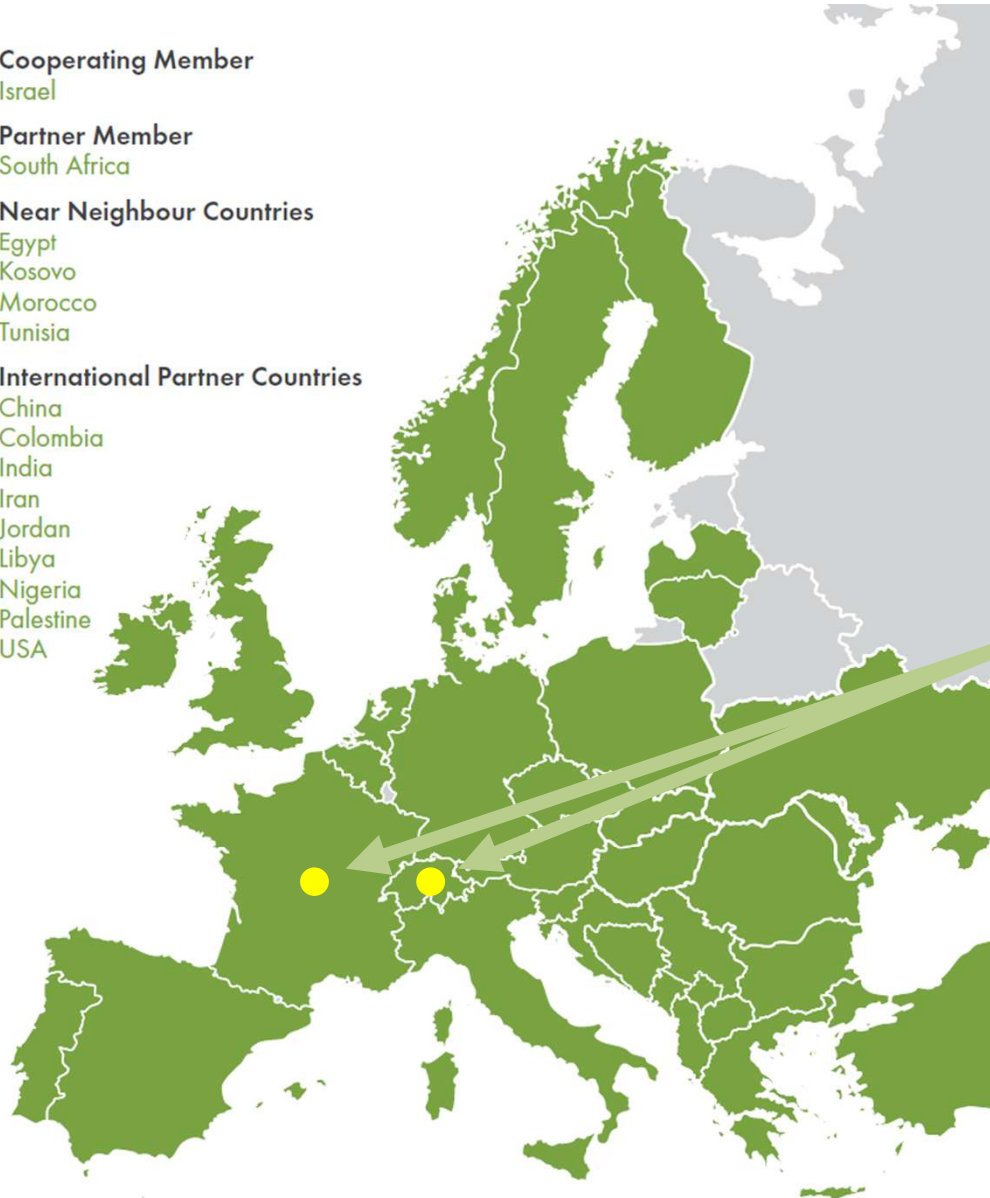 Cooperating Member
Israel
Partner Member
South Africa
Near Neighbour Countries
Egypt
Kosovo
Morocco
Tunisia
International Partner Countries
China
Colombia
India
Iran
Jordan
Libya
Nigeria
Palestine
USA